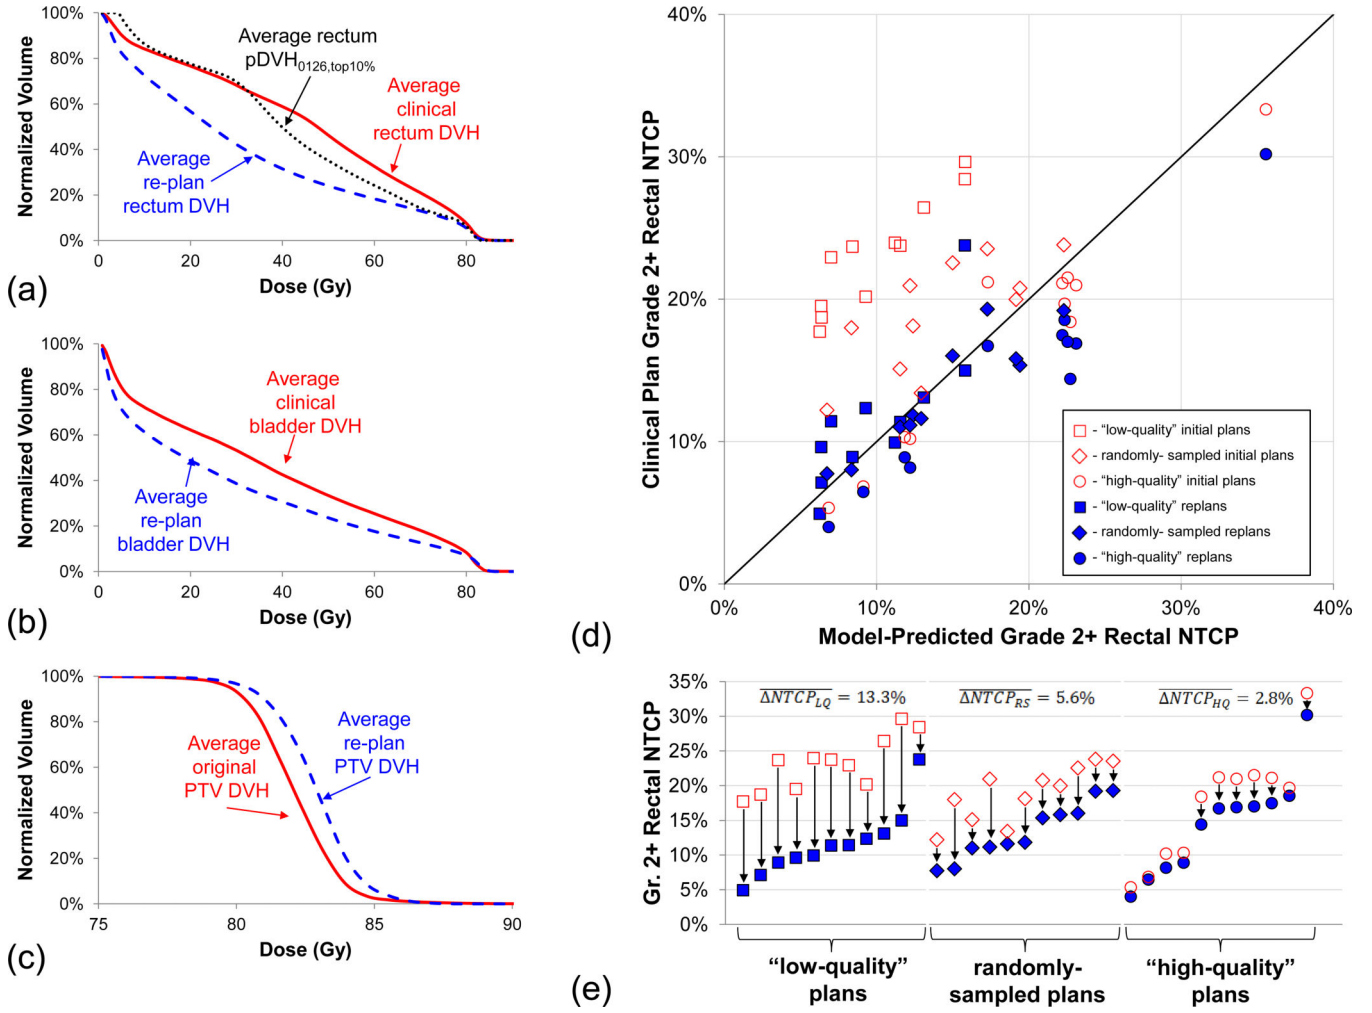 100%
80%
60%
40%
20%
0%
Normalized Volume
0
20
40
60
80
Dose (Gy)
Average rectum
pDVH0126,top10%
Average
clinical
rectum DVH
Average
re-plan
rectum DVH
(a)
100%
80%
60%
40%
20%
0%
Normalized Volume
0
20
40
60
80
Dose (Gy)
Average
clinical
bladder DVH
Average
re-plan
bladder DVH
(b)
100%
80%
60%
40%
20%
0%
Normalized Volume
75
80
85
90
Dose (Gy)
Average
original
PTV DVH
Average
re-plan
PTV DVH
(c)
40%
30%
20%
10%
0%
Clinical Plan Grade 2+ Rectal NTCP
0%
10%
20%
30%
40%
Model-Predicted Grade 2+ Rectal NTCP
- "low-quality" initial plans
- randomly- sampled initial plans
- "high-quality" initial plans
- "low-quality" replans
- randomly- sampled replans
- "high-quality" replans
(d)
35%
30%
25%
20%
15%
10%
5%
0%
Gr. 2+ Rectal NTCP
ΔNTCP_LQ = 13.3%
ΔNTCP_RS = 5.6%
ΔNTCP_HQ = 2.8%
"low-quality"
plans
randomly-
sampled plans
"high-quality"
plans
(e)